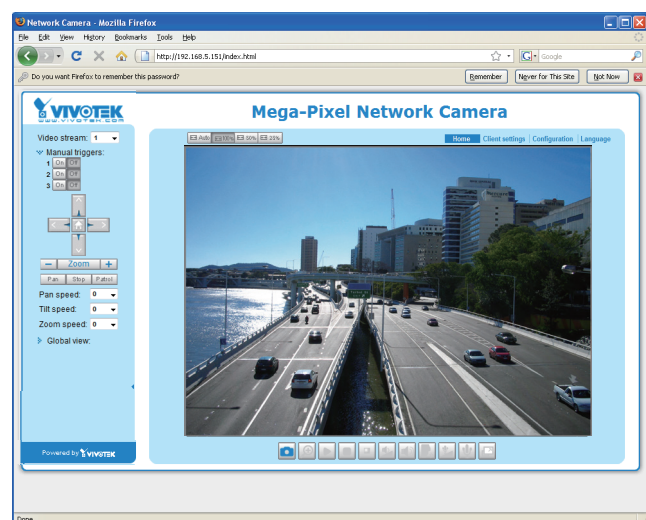 Network Camera - Mozilla Firefox
File Edit View History Bookmarks Tools Help
http://192.168.5.151/index.html
Google
Do you want Firefox to remember this password?
Remember Never for This Site Not Now
VIVOTEK
WWW.VIVOTEK.COM
Mega-Pixel Network Camera
Video stream: 1
Auto 100% 50% 25%
Home Client settings Configuration Language
Manual triggers:
1 On Off
2 On Off
3 On Off
Zoom
Pan Stop Patrol
Pan speed: 0
Tilt speed: 0
Zoom speed: 0
Global view:
Powered by VIVOTEK
Done